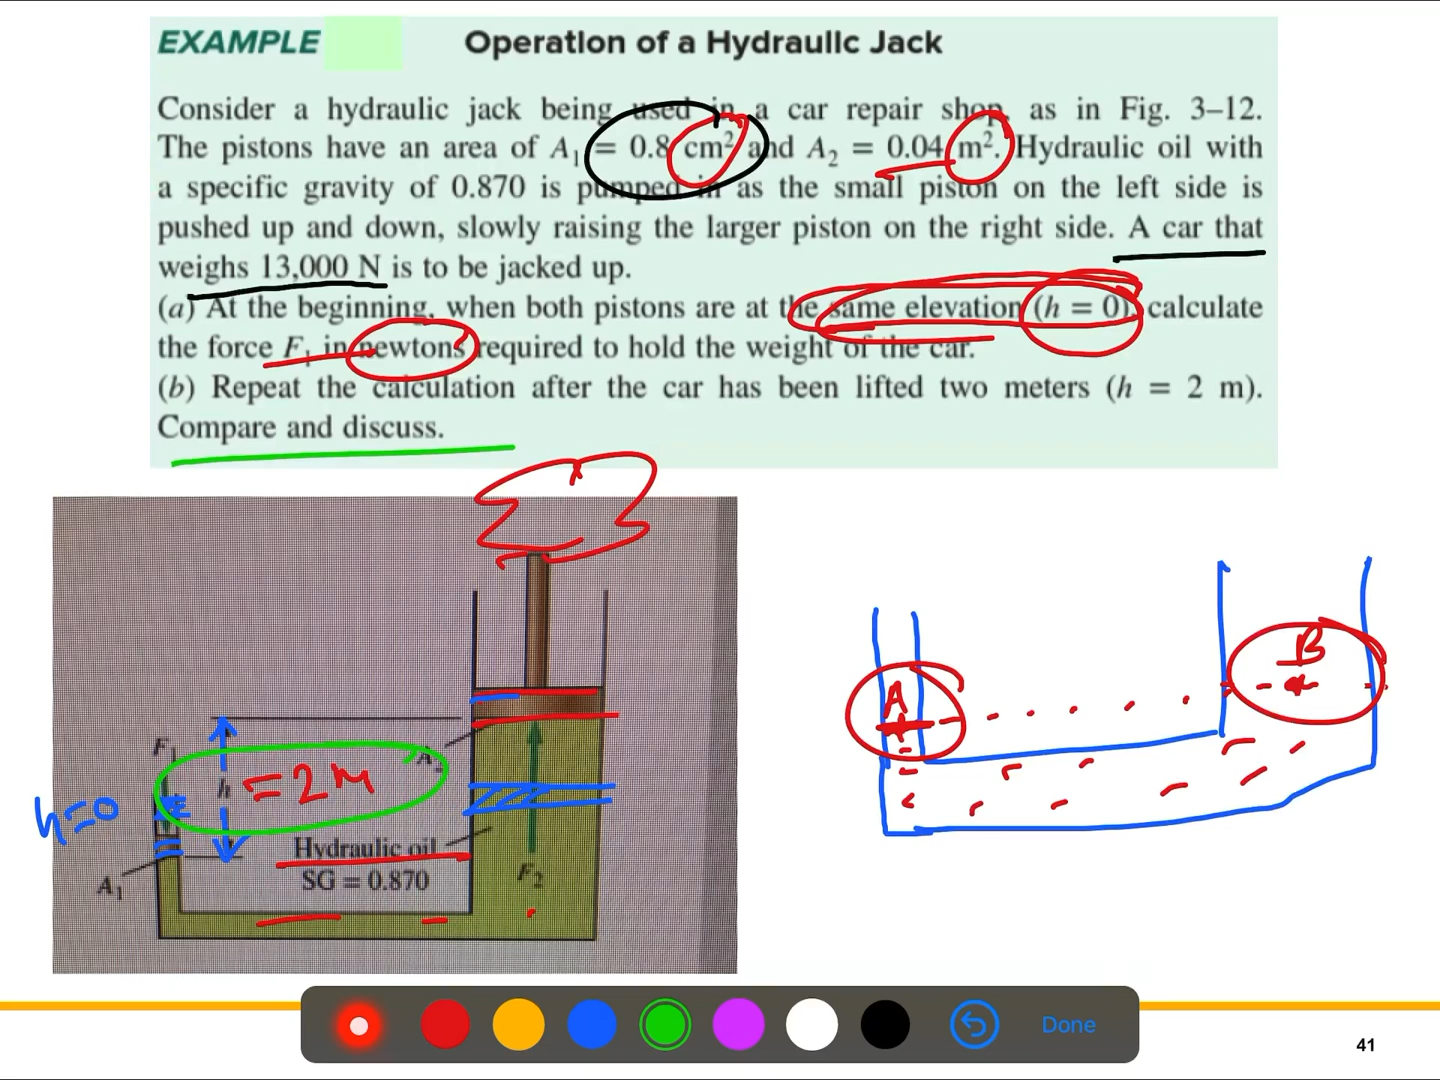 EXAMPLE Operation of a Hydraulic Jack
Consider a hydraulic jack being used in a car repair shop, as in Fig. 3–12.
The pistons have an area of A₁ = 0.8 cm² and A₂ = 0.04 m². Hydraulic oil with
a specific gravity of 0.870 is pumped in as the small piston on the left side is
pushed up and down, slowly raising the larger piston on the right side. A car that
weighs 13,000 N is to be jacked up.
(a) At the beginning, when both pistons are at the same elevation (h = 0), calculate
the force F₁ in newtons required to hold the weight of the car.
(b) Repeat the calculation after the car has been lifted two meters (h = 2 m).
Compare and discuss.
F₁
A₂
h = 2 m
h=0
Hydraulic oil
SG = 0.870
A₁
F₂
A
B
Done
41